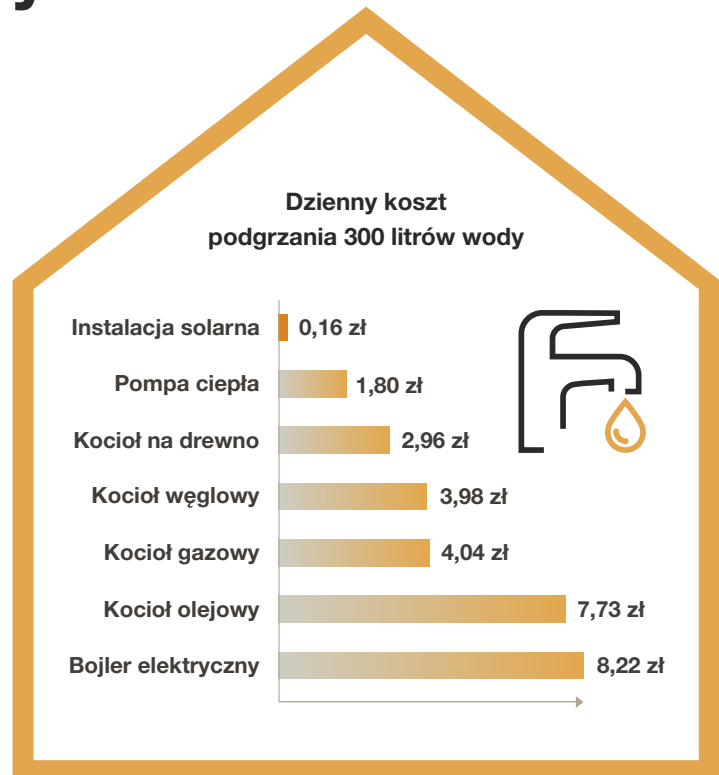 Dzienny koszt
podgrzania 300 litrów wody
Instalacja solarna 0,16 zł
Pompa ciepła 1,80 zł
Kocioł na drewno 2,96 zł
Kocioł węglowy 3,98 zł
Kocioł gazowy 4,04 zł
Kocioł olejowy 7,73 zł
Bojler elektryczny 8,22 zł